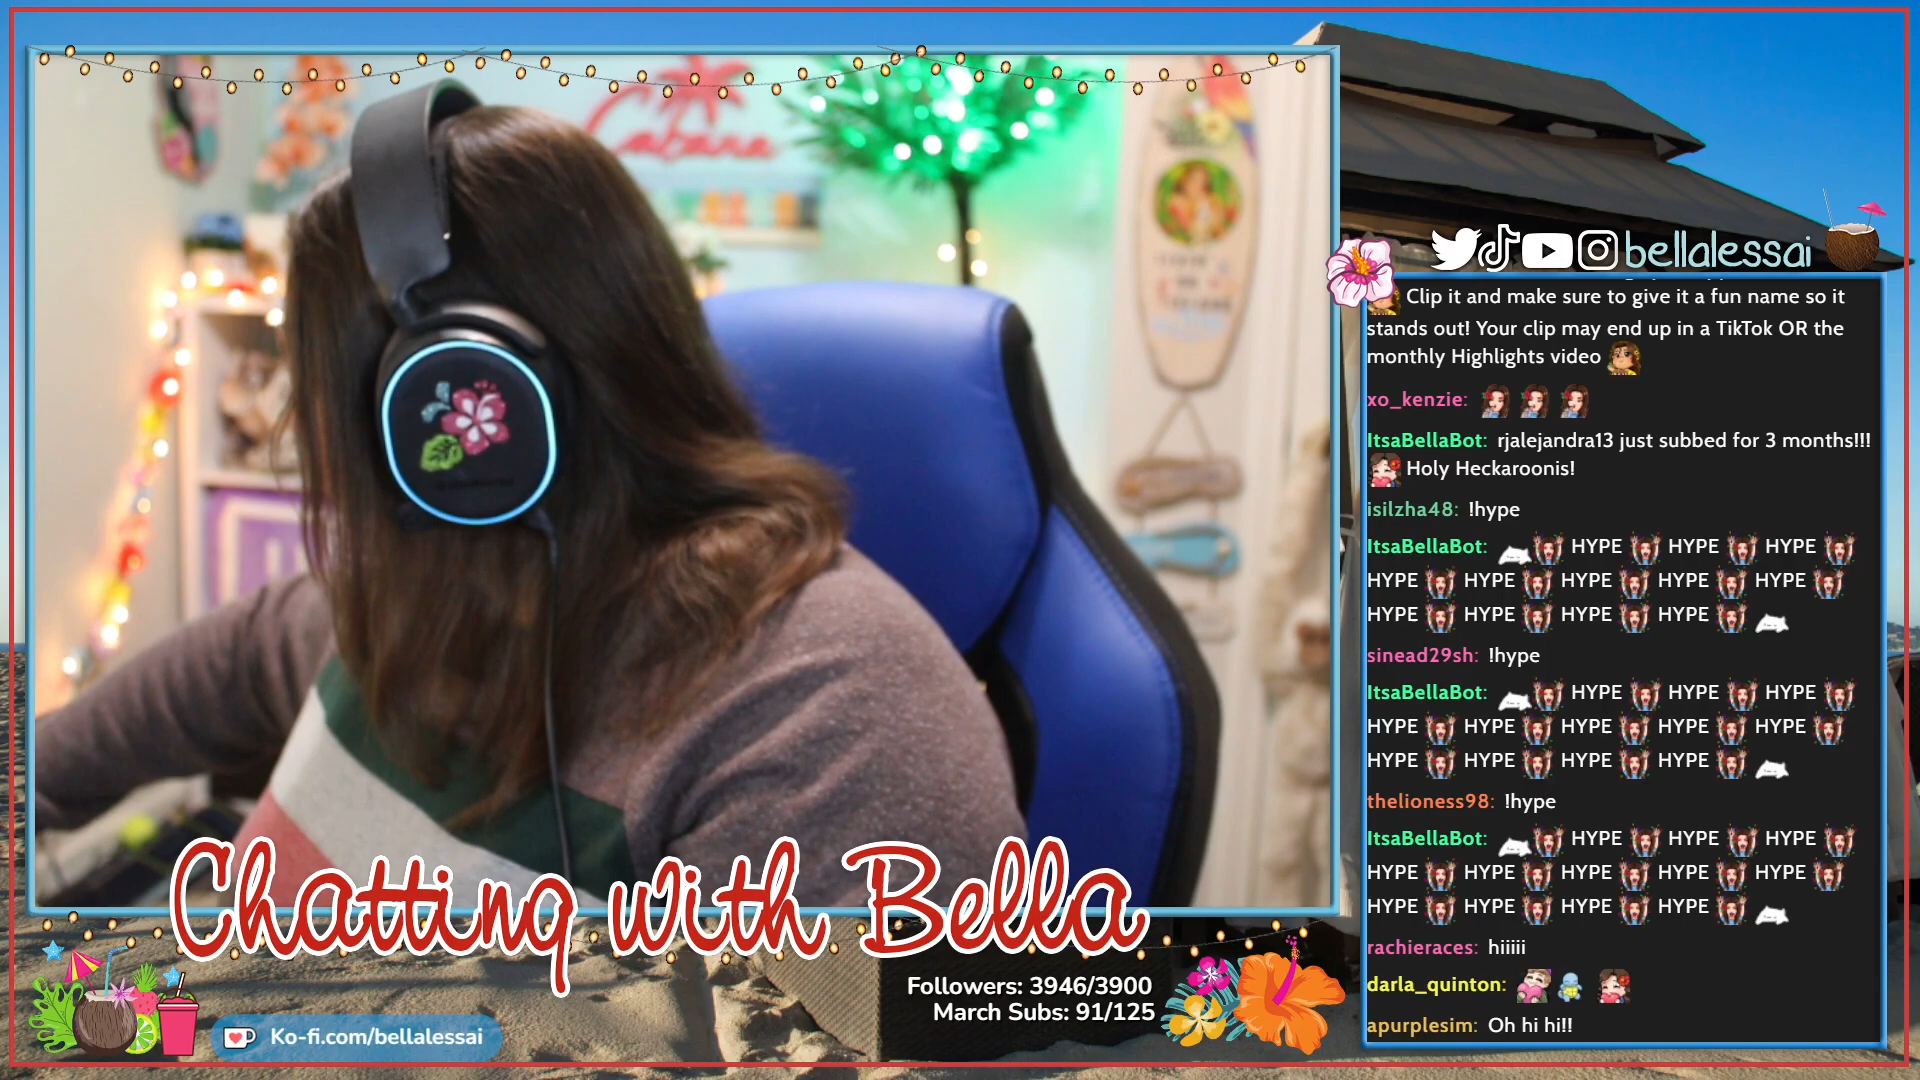 Cabana
bellalessai
Clip it and make sure to give it a fun name so it
stands out! Your clip may end up in a TikTok OR the
monthly Highlights video
xo_kenzie:
ItsaBellaBot: rjalejandra13 just subbed for 3 months!!!
Holy Heckaroonis!
isilzha48: !hype
ItsaBellaBot: HYPE HYPE HYPE
HYPE HYPE HYPE HYPE HYPE
HYPE HYPE HYPE HYPE
sinead29sh: !hype
ItsaBellaBot: HYPE HYPE HYPE
HYPE HYPE HYPE HYPE HYPE
HYPE HYPE HYPE HYPE
thelioness98: !hype
ItsaBellaBot: HYPE HYPE HYPE
HYPE HYPE HYPE HYPE HYPE
HYPE HYPE HYPE HYPE
rachieraces: hiiiii
darla_quinton:
apurplesim: Oh hi hi!!
Chatting with Bella
Followers: 3946/3900
March Subs: 91/125
Ko-fi.com/bellalessai